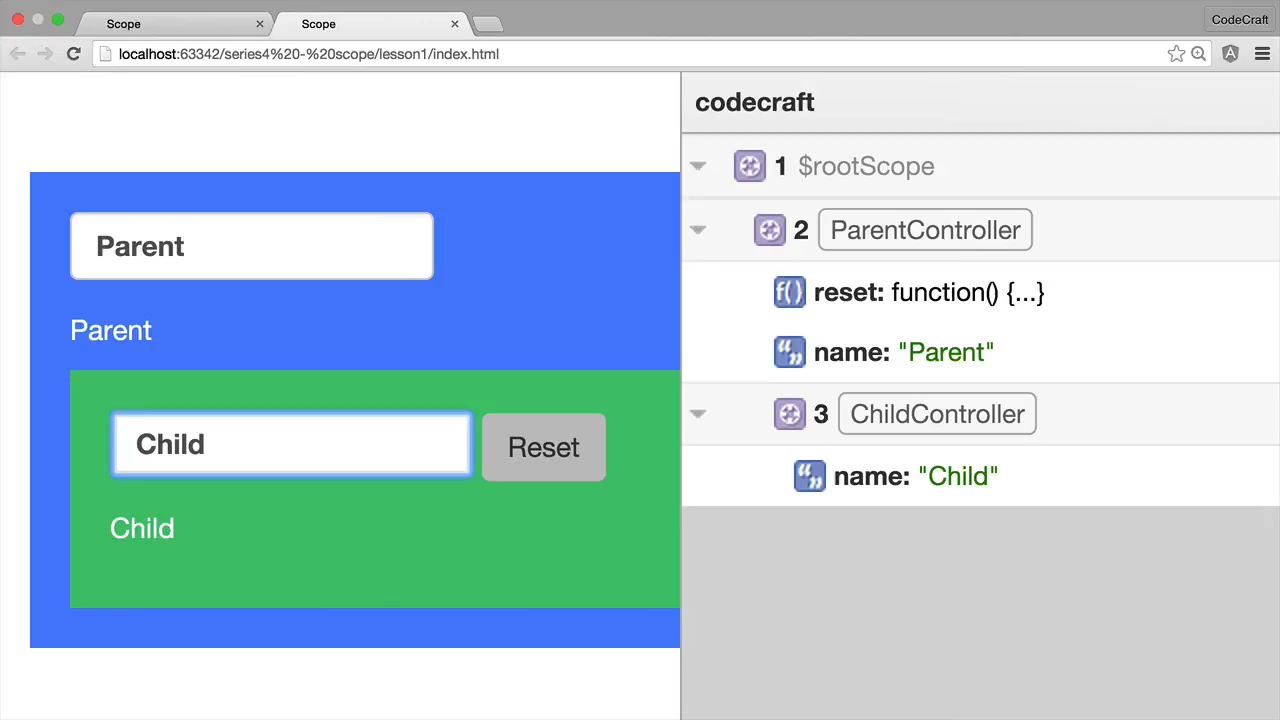 Scope
Scope
CodeCraft
localhost:63342/series4%20-%20scope/lesson1/index.html
Parent
Parent
Child
Reset
Child
codecraft
1 $rootScope
2 ParentController
f() reset: function() {...}
name: "Parent"
3 ChildController
name: "Child"